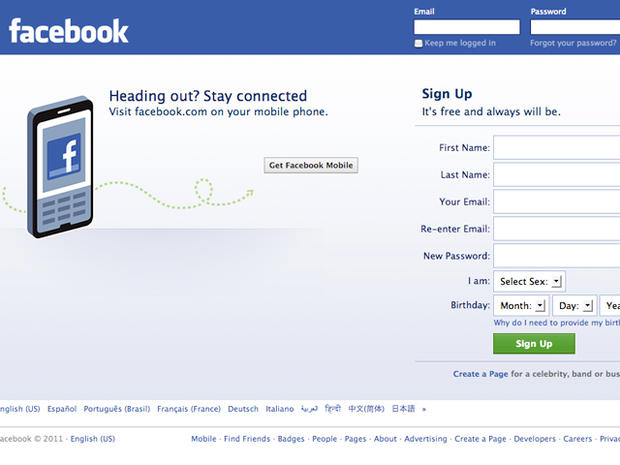 facebook
Email Password
Keep me logged in Forgot your password?
Heading out? Stay connected
Visit facebook.com on your mobile phone.
f
Get Facebook Mobile
Sign Up
It's free and always will be.
First Name:
Last Name:
Your Email:
Re-enter Email:
New Password:
I am: Select Sex:
Birthday: Month: Day: Yea
Why do I need to provide my birt
Sign Up
Create a Page for a celebrity, band or bus
nglish (US) Español Português (Brasil) Français (France) Deutsch Italiano العربية हिन्दी 中文(简体) 日本語 »
acebook © 2011 · English (US)
Mobile · Find Friends · Badges · People · Pages · About · Advertising · Create a Page · Developers · Careers · Privac